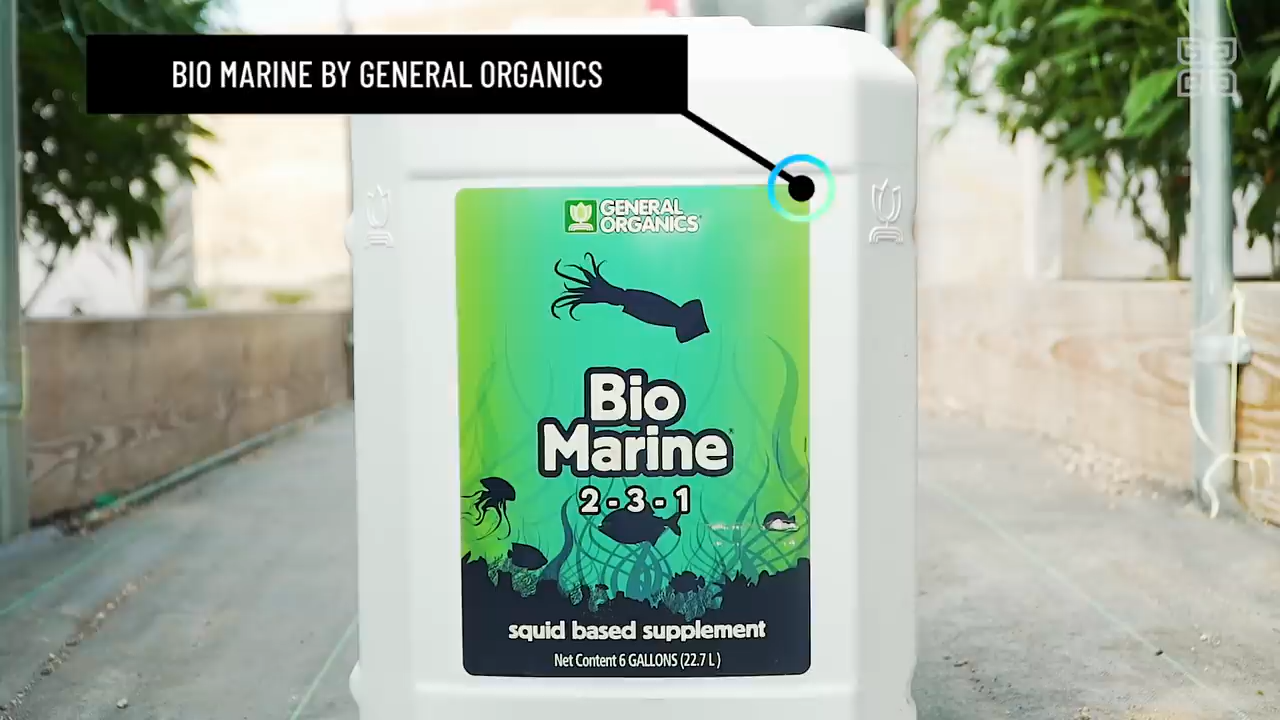 BIO MARINE BY GENERAL ORGANICS
GENERAL
ORGANICS
Bio
Marine
2-3-1
squid based supplement
Net Content 6 GALLONS (22.7 L)